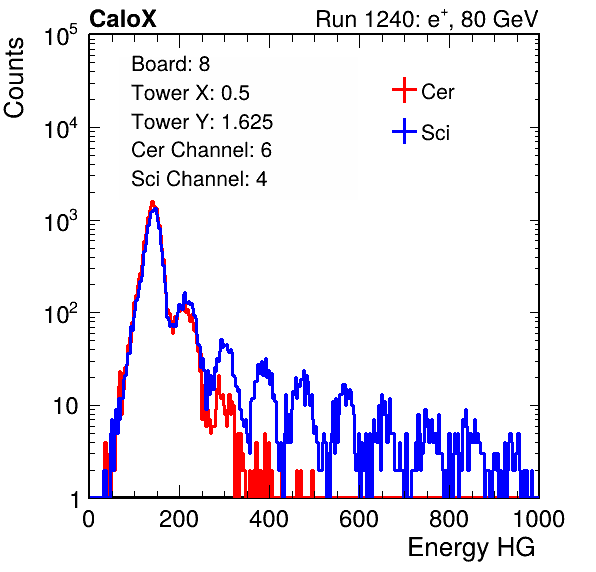 CaloX Run 1240: e⁺, 80 GeV
Counts
Board: 8
Tower X: 0.5
Tower Y: 1.625
Cer Channel: 6
Sci Channel: 4
Cer
Sci
10⁵
10⁴
10³
10²
10
1
0 200 400 600 800 1000
Energy HG